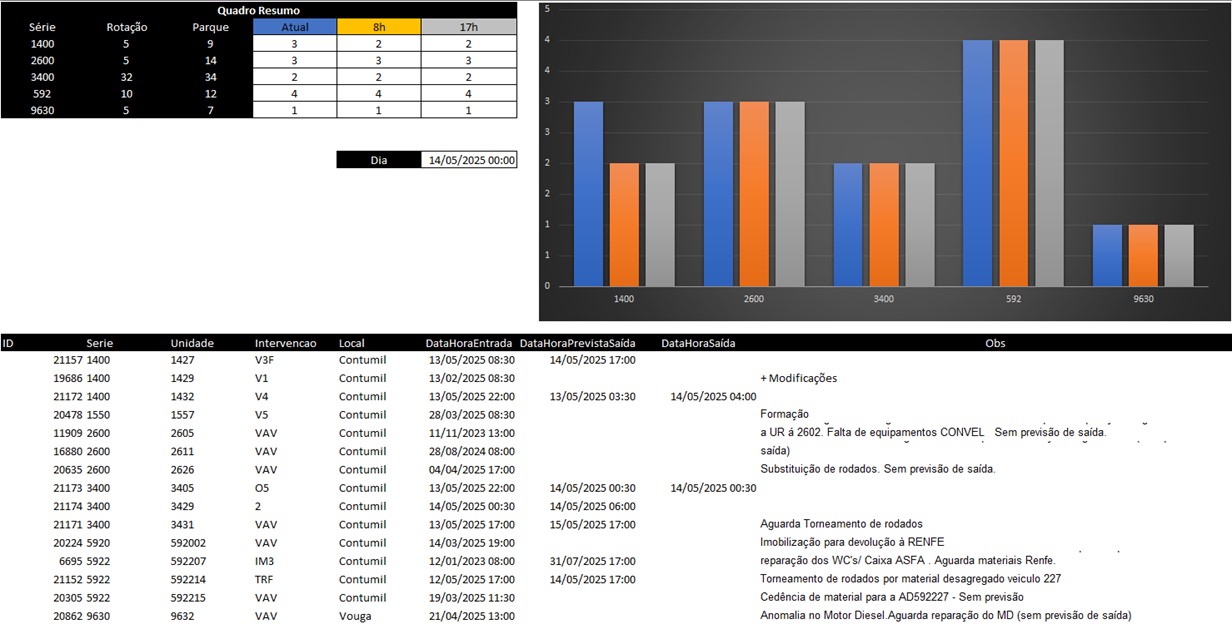 Quadro Resumo
Série Rotação Parque Atual 8h 17h
1400 5 9 3 2 2
2600 5 14 3 3 3
3400 32 34 2 2 2
592 10 12 4 4 4
9630 5 7 1 1 1
Dia 14/05/2025 00:00
5
4
4
3
3
2
2
1
1
0
1400 2600 3400 592 9630
ID Serie Unidade Intervencao Local DataHoraEntrada DataHoraPrevistaSaída DataHoraSaída Obs
21157 1400 1427 V3F Contumil 13/05/2025 08:30 14/05/2025 17:00
19686 1400 1429 V1 Contumil 13/02/2025 08:30 + Modificações
21172 1400 1432 V4 Contumil 13/05/2025 22:00 13/05/2025 03:30 14/05/2025 04:00
20478 1550 1557 V5 Contumil 28/03/2025 08:30 Formação
11909 2600 2605 VAV Contumil 11/11/2023 13:00 a UR á 2602. Falta de equipamentos CONVEL Sem previsão de saída.
16880 2600 2611 VAV Contumil 28/08/2024 08:00 saída)
20635 2600 2626 VAV Contumil 04/04/2025 17:00 Substituição de rodados. Sem previsão de saída.
21173 3400 3405 O5 Contumil 13/05/2025 22:00 14/05/2025 00:30 14/05/2025 00:30
21174 3400 3429 2 Contumil 14/05/2025 00:30 14/05/2025 06:00
21171 3400 3431 VAV Contumil 13/05/2025 17:00 15/05/2025 17:00 Aguarda Torneamento de rodados
20224 5920 592002 VAV Contumil 14/03/2025 19:00 Imobilização para devolução á RENFE
6695 5922 592207 IM3 Contumil 12/01/2023 08:00 31/07/2025 17:00 reparação dos WC's/ Caixa ASFA . Aguarda materiais Renfe.
21152 5922 592214 TRF Contumil 12/05/2025 17:00 14/05/2025 17:00 Torneamento de rodados por material desagregado veiculo 227
20305 5922 592215 VAV Contumil 19/03/2025 11:30 Cedência de material para a AD592227 - Sem previsão
20862 9630 9632 VAV Vouga 21/04/2025 13:00 Anomalia no Motor Diesel.Aguarda reparação do MD (sem previsão de saída)